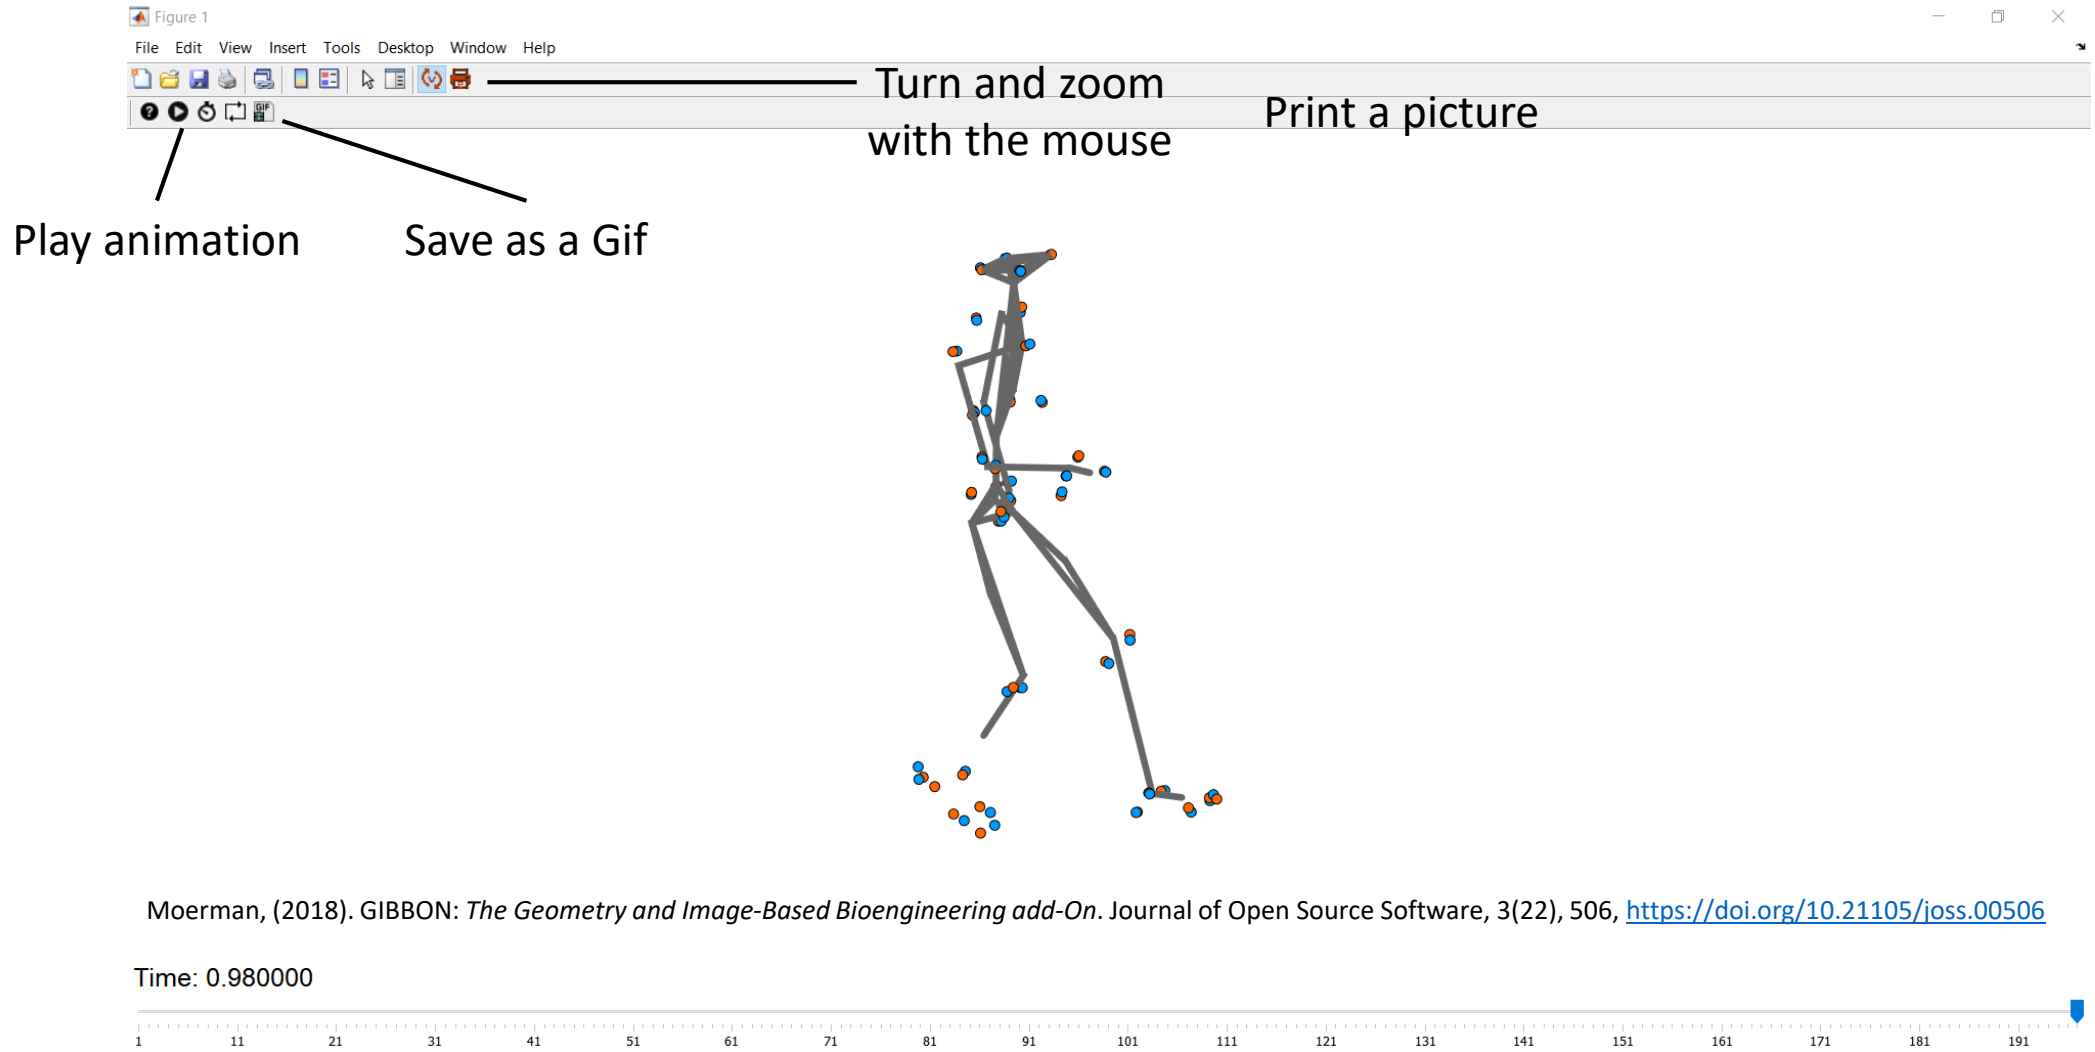 Figure 1
File Edit View Insert Tools Desktop Window Help
GIF
Turn and zoom
with the mouse
Print a picture
Play animation
Save as a Gif
Moerman, (2018). GIBBON: The Geometry and Image-Based Bioengineering add-On. Journal of Open Source Software, 3(22), 506, https://doi.org/10.21105/joss.00506
Time: 0.980000
1 11 21 31 41 51 61 71 81 91 101 111 121 131 141 151 161 171 181 191